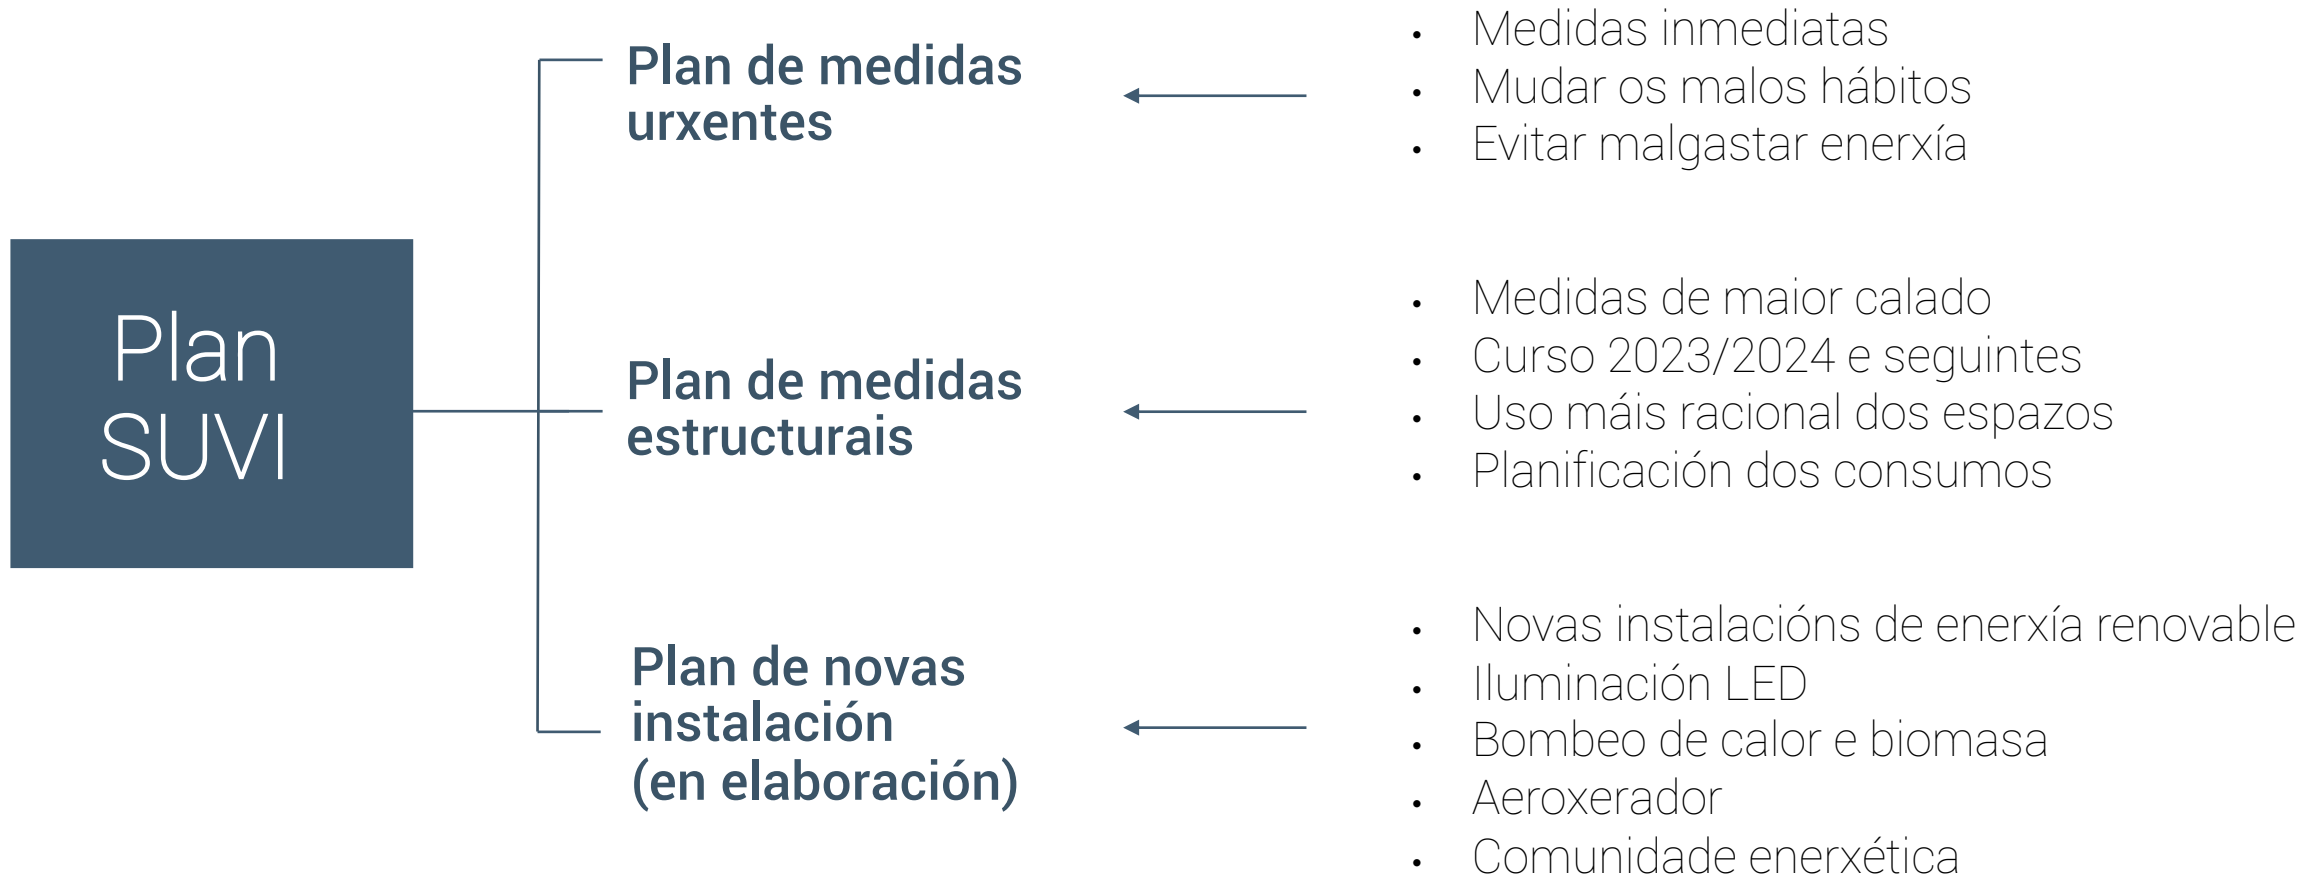 Plan
SUVI
Plan de medidas
urxentes
• Medidas inmediatas
• Mudar os malos hábitos
• Evitar malgastar enerxía
Plan de medidas
estructurais
• Medidas de maior calado
• Curso 2023/2024 e seguintes
• Uso máis racional dos espazos
• Planificación dos consumos
Plan de novas
instalación
(en elaboración)
• Novas instalacións de enerxía renovable
• Iluminación LED
• Bombeo de calor e biomasa
• Aeroxerador
• Comunidade enerxética